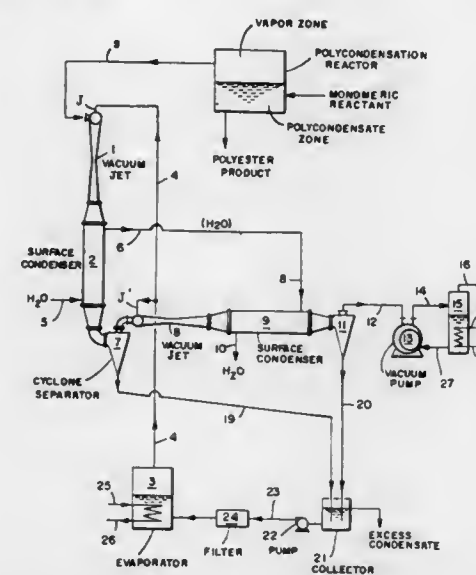 VAPOR ZONE
POLYCONDENSATION
REACTOR
MONOMERIC
REACTANT
POLYCONDENSATE
ZONE
POLYESTER
PRODUCT
J
1
VACUUM
JET
4
SURFACE
CONDENSER
2
6
(H2O)
H2O
5
J'
8
VACUUM
JET
8
9
10
H2O
SURFACE
CONDENSER
11
12
13
VACUUM
PUMP
14
15
16
27
7
CYCLONE
SEPARATOR
19
20
4
3
25
26
EVAPORATOR
24
FILTER
23
22
PUMP
21
COLLECTOR
EXCESS
CONDENSATE